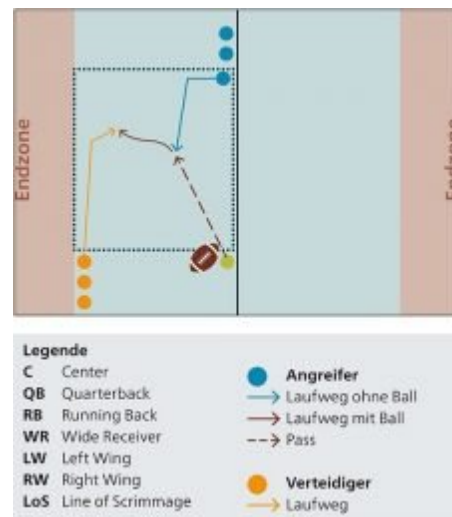 Endzone
Legende
C Center
QB Quarterback
RB Running Back
WR Wide Receiver
LW Left Wing
RW Right Wing
LoS Line of Scrimmage
Angreifer
Laufweg ohne Ball
Laufweg mit Ball
Pass
Verteidiger
Laufweg